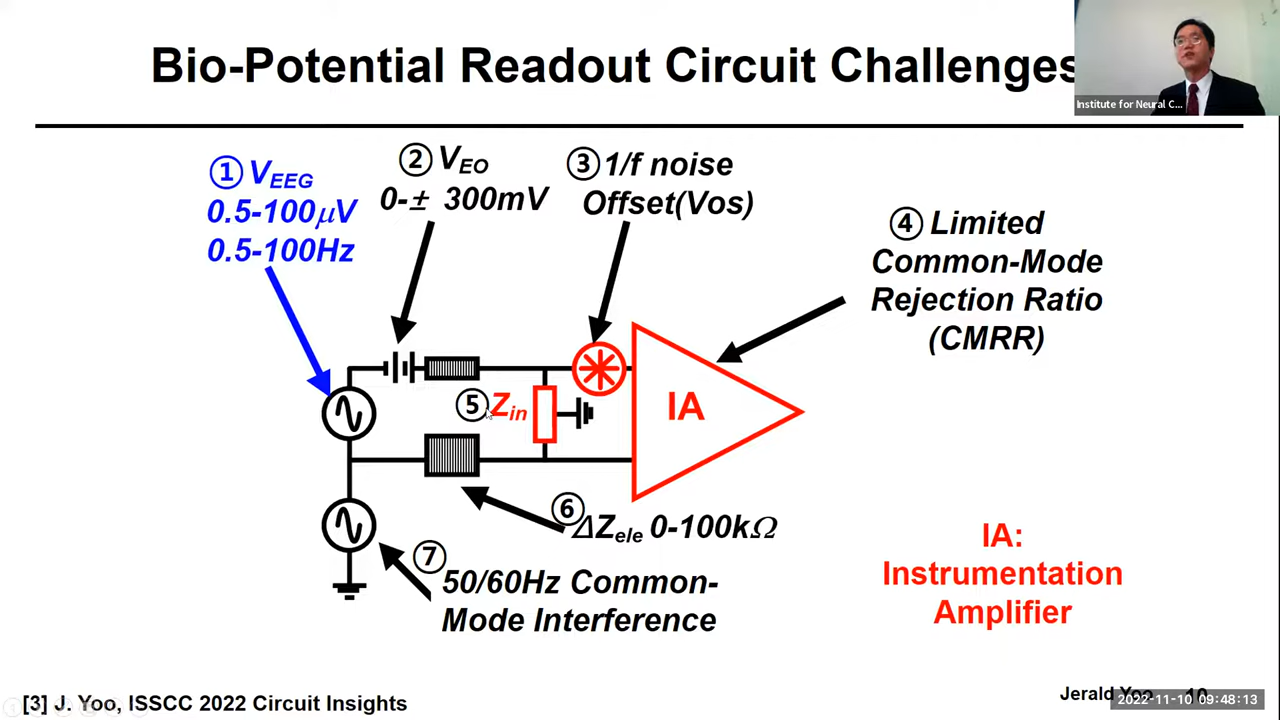 Bio-Potential Readout Circuit Challenges
Institute for Neural C...
① VEEG
0.5-100μV
0.5-100Hz
② VEO
0-± 300mV
③ 1/f noise
Offset(Vos)
④ Limited
Common-Mode
Rejection Ratio
(CMRR)
⑤ Zin
IA
⑥ ΔZele 0-100kΩ
⑦ 50/60Hz Common-
Mode Interference
IA:
Instrumentation
Amplifier
[3] J. Yoo, ISSCC 2022 Circuit Insights
Jerald Yoo 10
2022-11-10 09:48:13